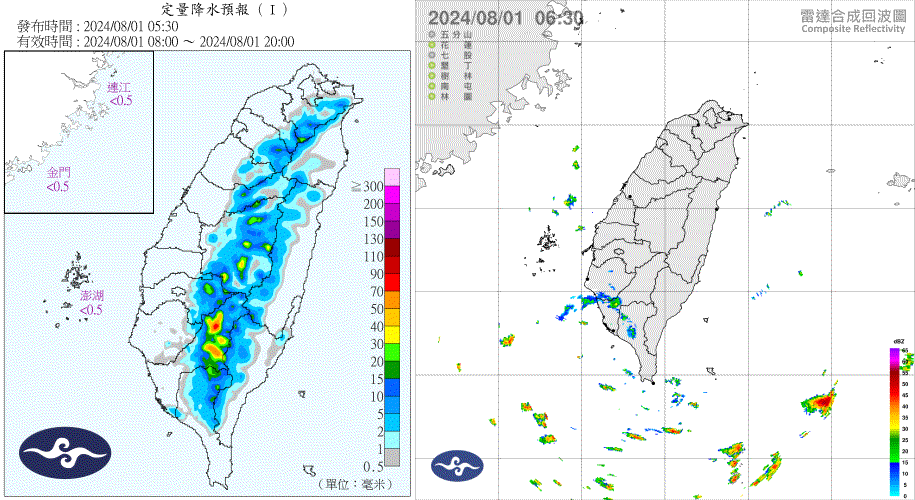 定量降水預報（Ⅰ）
發布時間：2024/08/01 05:30
有效時間：2024/08/01 08:00 ～ 2024/08/01 20:00
連江
<0.5
金門
<0.5
澎湖
<0.5
300
200
150
130
110
90
70
50
40
30
20
15
10
5
2
1
0.5
（單位：毫米）
2024/08/01 06:30
雷達合成回波圖
Composite Reflectivity
五分山
花蓮
七股
墾丁
樹林
南屯
林園
dBZ
65
60
55
50
45
40
35
30
25
20
15
10
5
0